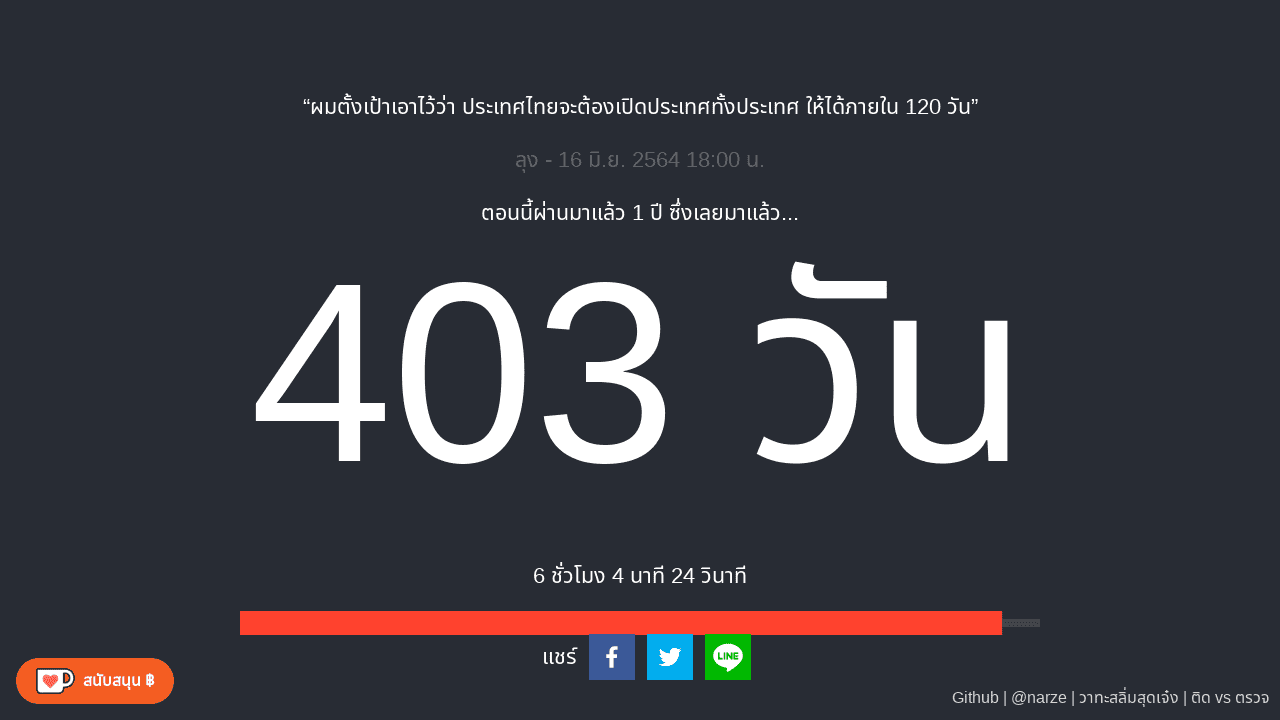 “ผมตั้งเป้าเอาไว้ว่า ประเทศไทยจะต้องเปิดประเทศทั้งประเทศ ให้ได้ภายใน 120 วัน”
ลุง - 16 มิ.ย. 2564 18:00 น.
ตอนนี้ผ่านมาแล้ว 1 ปี ซึ่งเลยมาแล้ว...
403 วัน
6 ชั่วโมง 4 นาที 24 วินาที
แชร์
LINE
สนับสนุน ฿
Github | @narze | วาทะสลิ่มสุดเจ๋ง | ติด vs ตรวจ